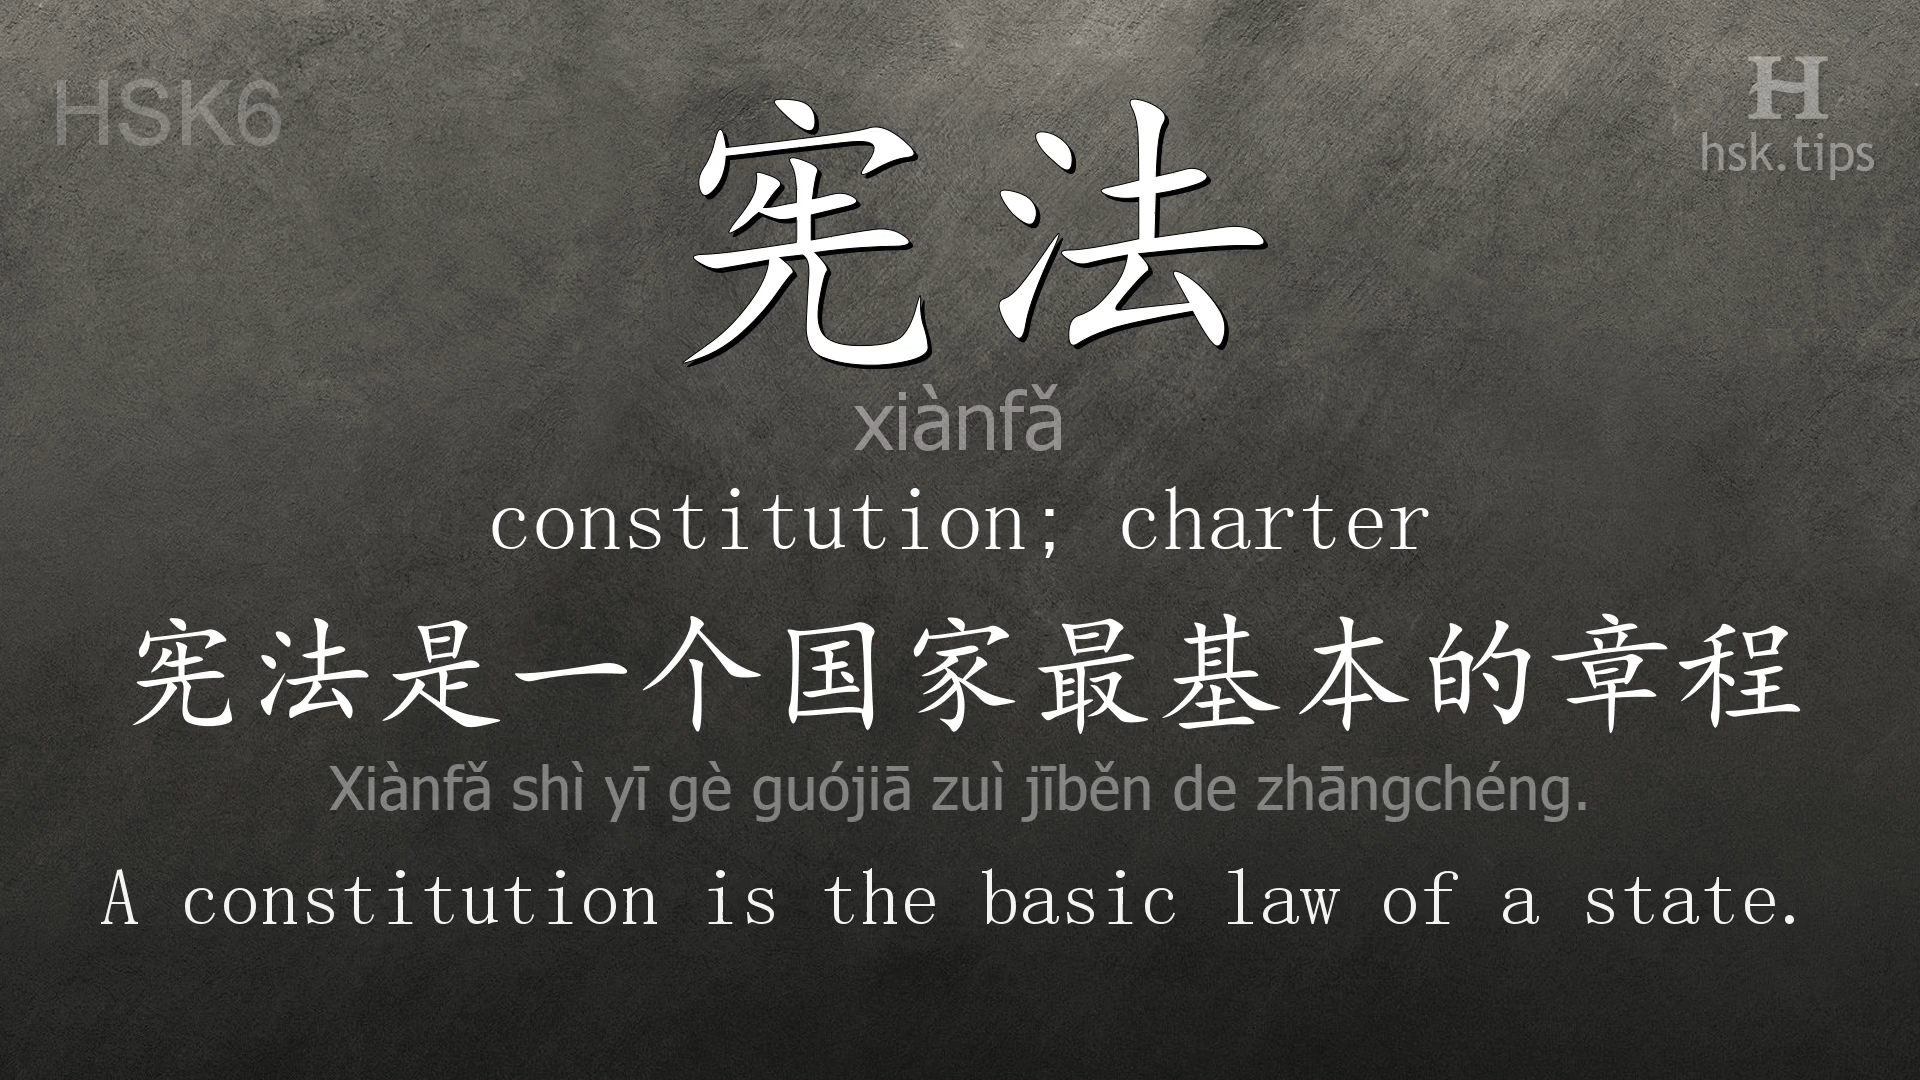 HSK6
H
hsk.tips
宪法
xiànfǎ
constitution; charter
宪法是一个国家最基本的章程
Xiànfǎ shì yī gè guójiā zuì jīběn de zhāngchéng.
A constitution is the basic law of a state.